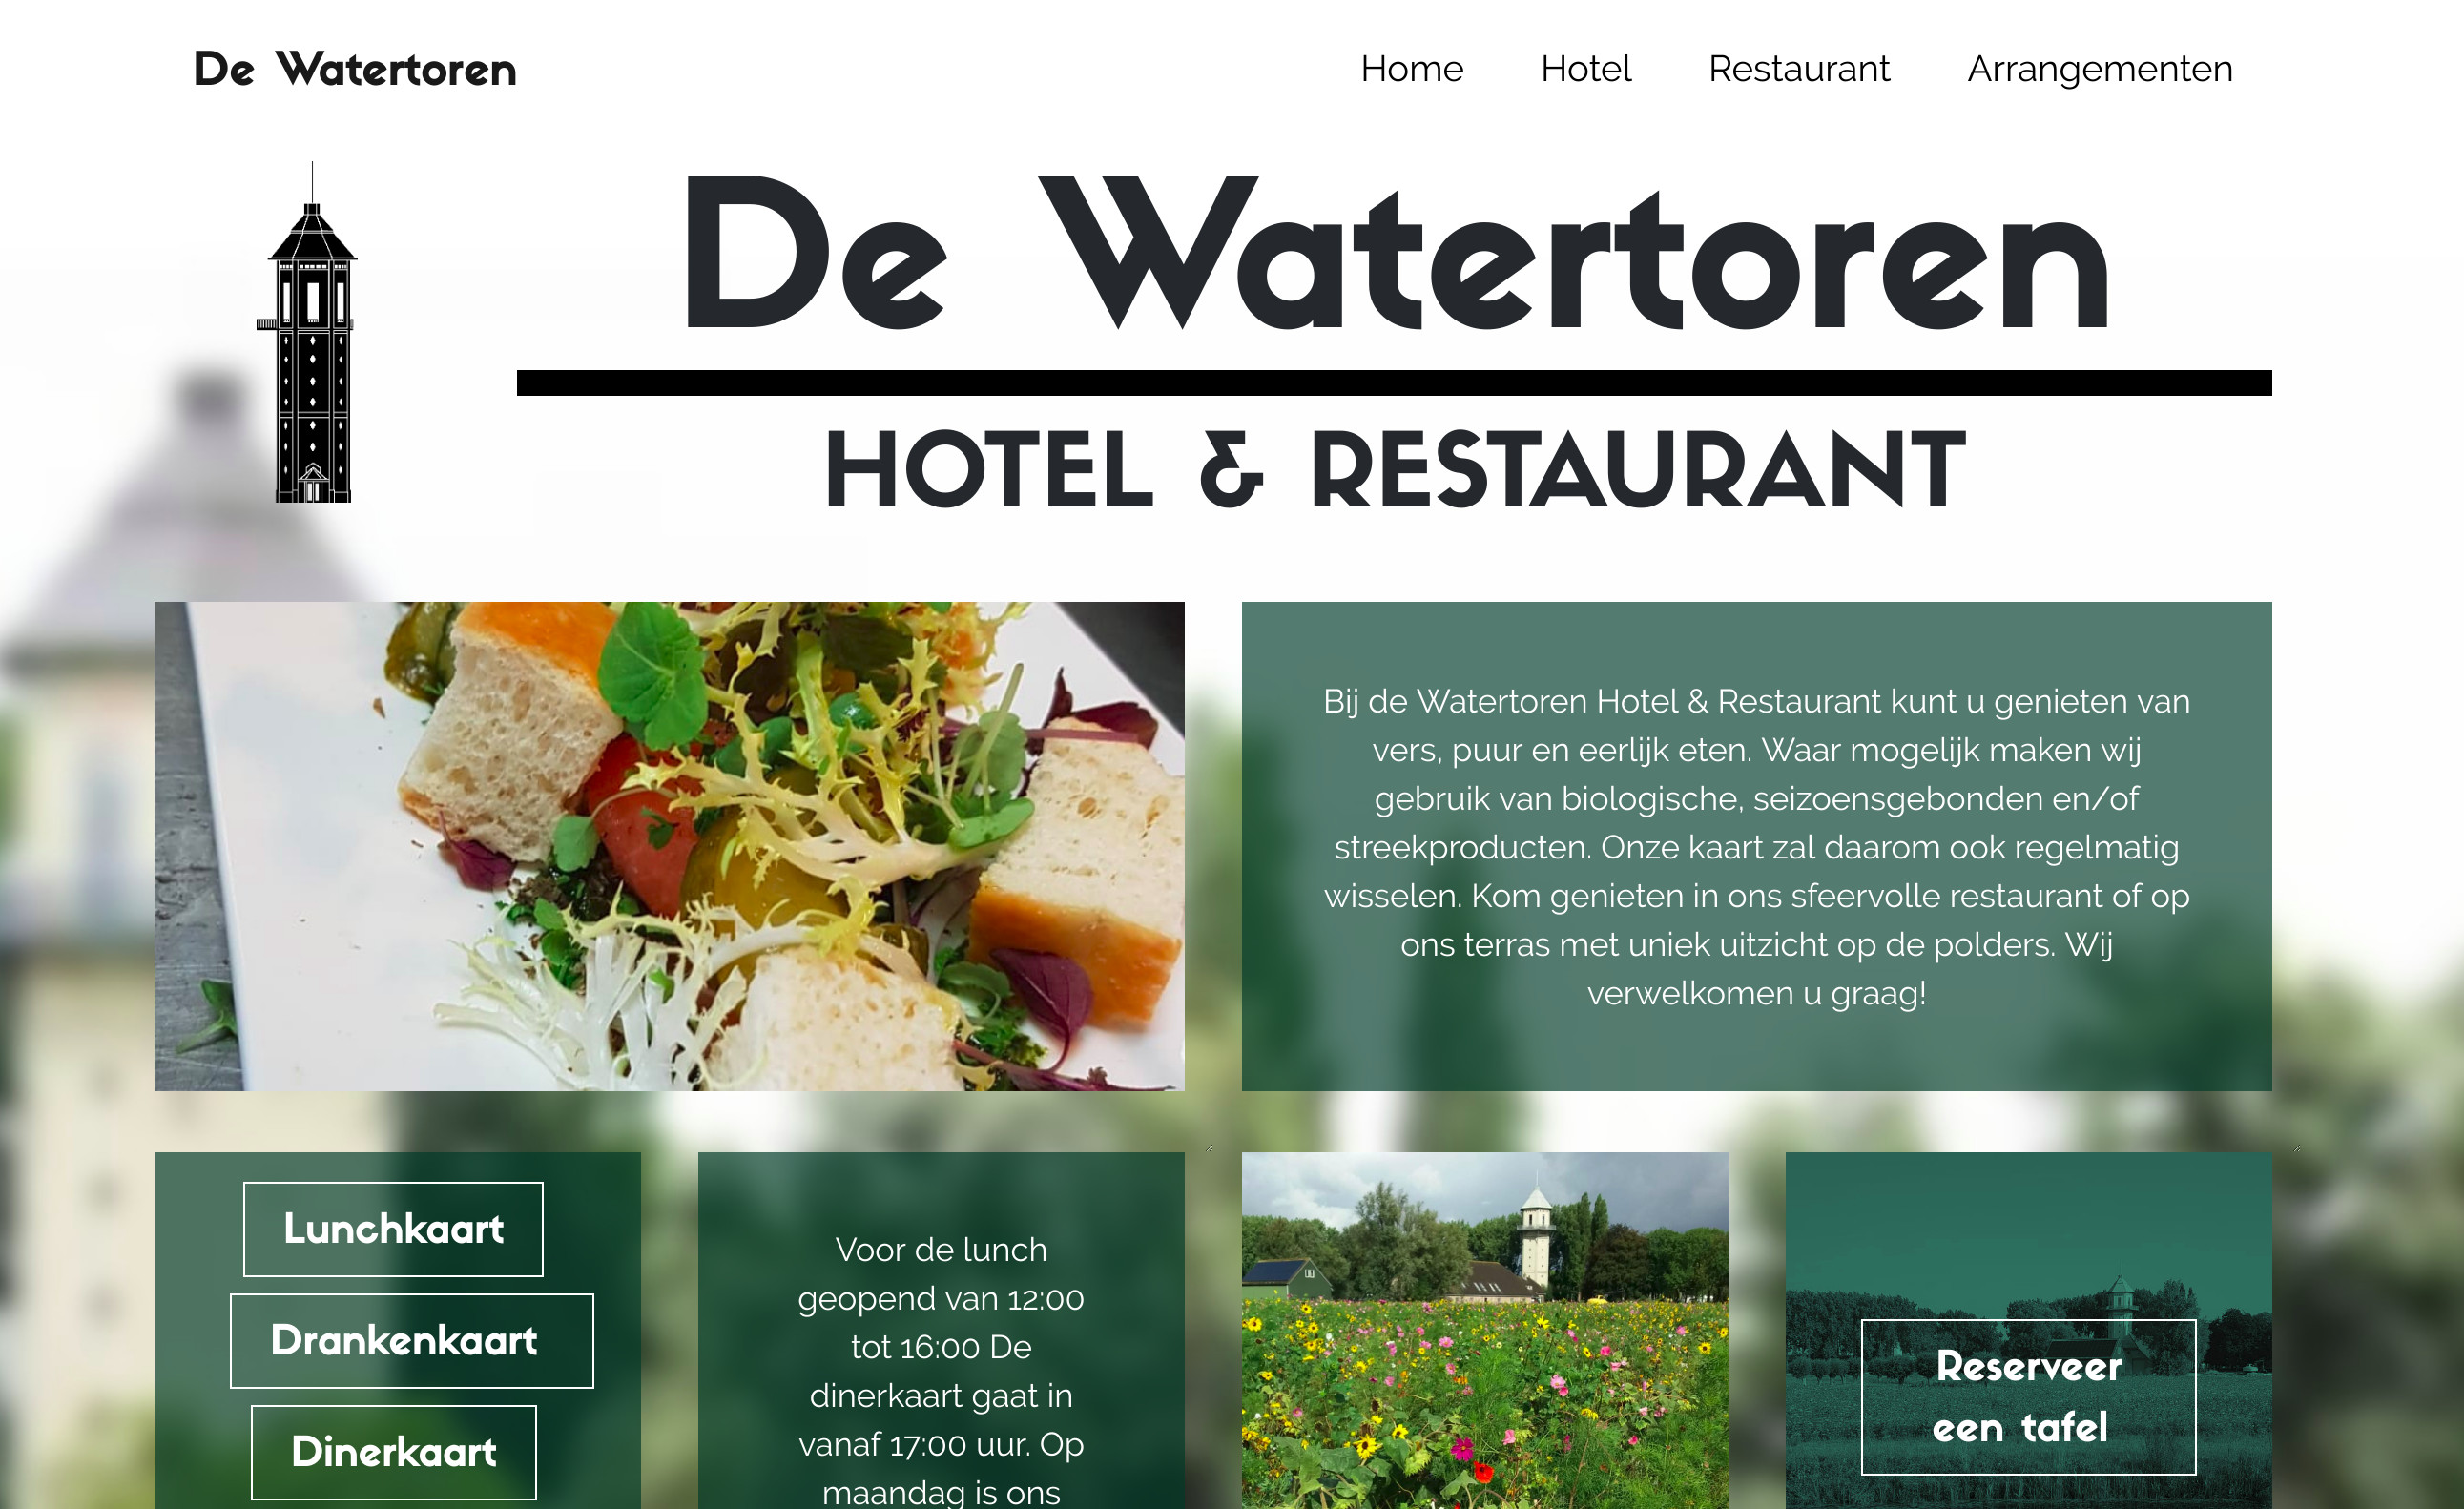 De Watertoren
Home Hotel Restaurant Arrangementen
De Watertoren
HOTEL & RESTAURANT
Bij de Watertoren Hotel & Restaurant kunt u genieten van
vers, puur en eerlijk eten. Waar mogelijk maken wij
gebruik van biologische, seizoensgebonden en/of
streekproducten. Onze kaart zal daarom ook regelmatig
wisselen. Kom genieten in ons sfeervolle restaurant of op
ons terras met uniek uitzicht op de polders. Wij
verwelkomen u graag!
Lunchkaart
Drankenkaart
Dinerkaart
Voor de lunch
geopend van 12:00
tot 16:00 De
dinerkaart gaat in
vanaf 17:00 uur. Op
maandag is ons
Reserveer
een tafel